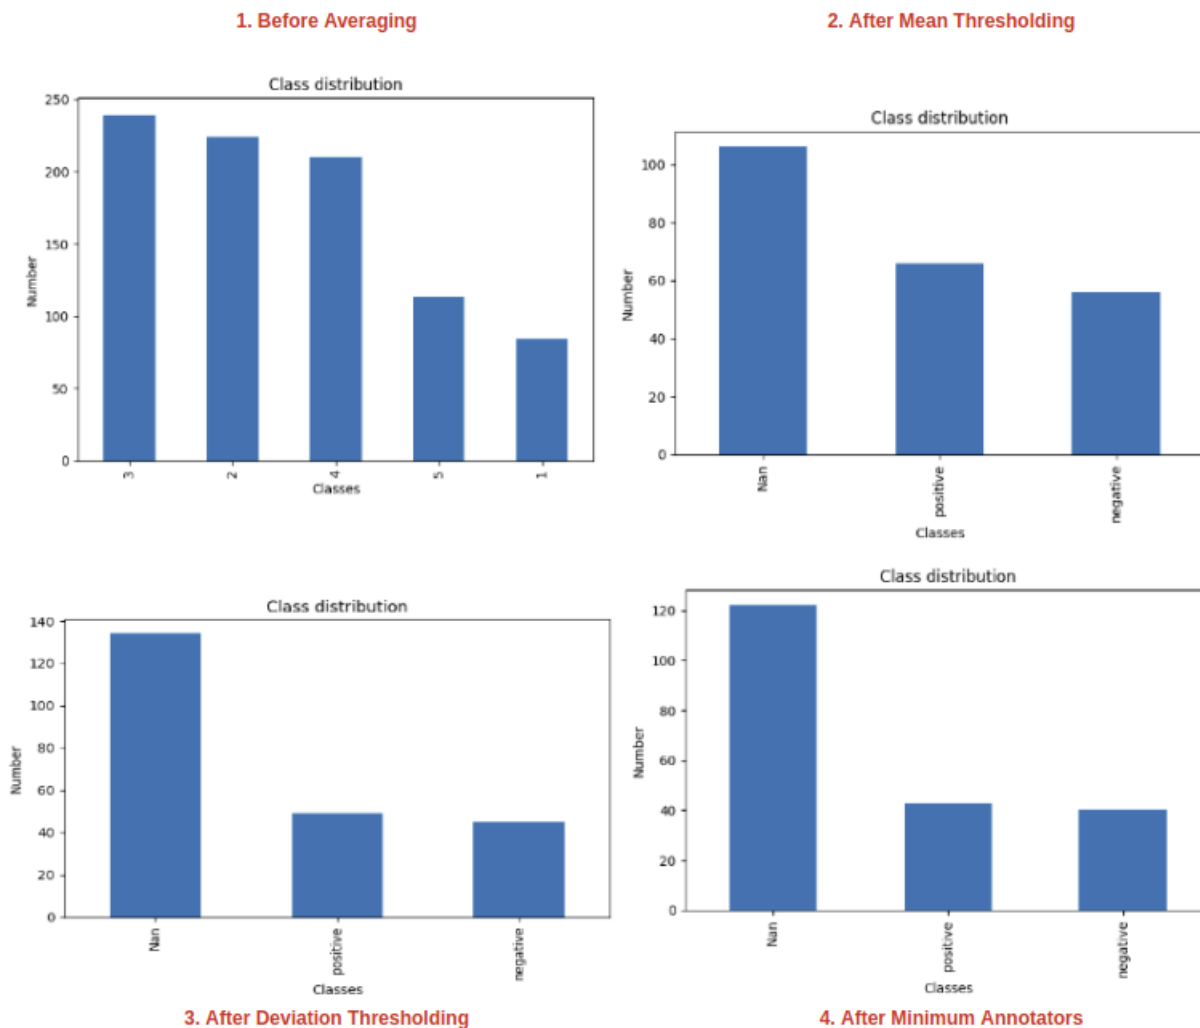 1. Before Averaging
Class distribution
250
200
150
100
50
0
Number
3
2
4
5
1
Classes
2. After Mean Thresholding
Class distribution
100
80
60
40
20
0
Number
Nan
positive
negative
Classes
Class distribution
140
120
100
80
60
40
20
0
Number
Nan
positive
negative
Classes
3. After Deviation Thresholding
Class distribution
120
100
80
60
40
20
0
Number
Nan
positive
negative
Classes
4. After Minimum Annotators